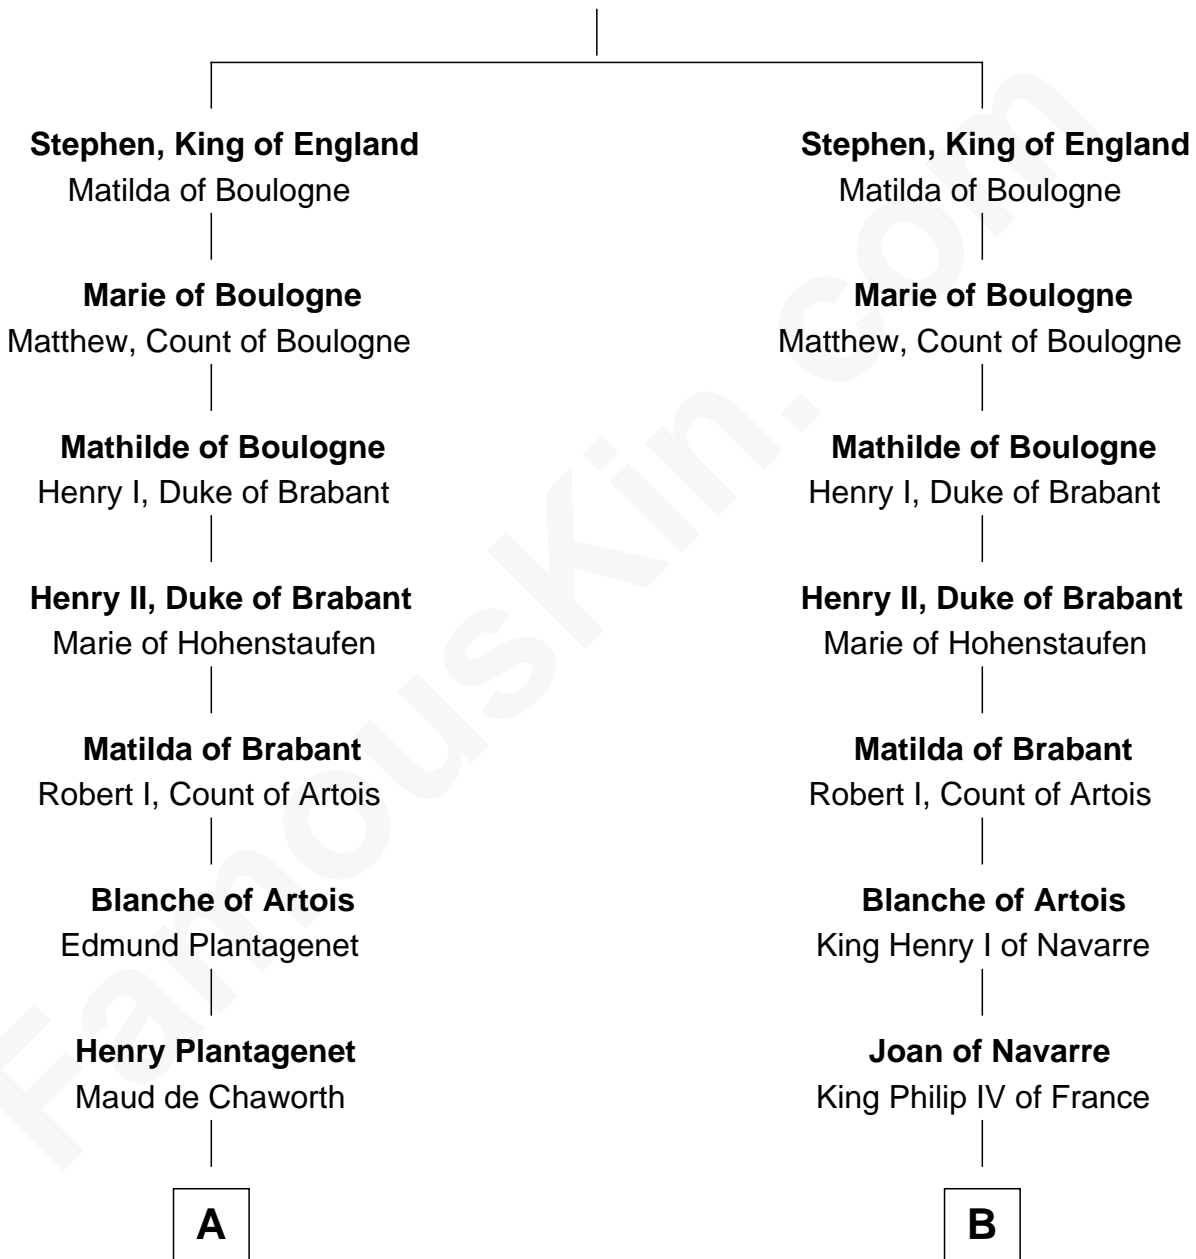 Stephen, King of England
Matilda of Boulogne
Marie of Boulogne
Matthew, Count of Boulogne
Mathilde of Boulogne
Henry I, Duke of Brabant
Henry II, Duke of Brabant
Marie of Hohenstaufen
Matilda of Brabant
Robert I, Count of Artois
Blanche of Artois
Edmund Plantagenet
Henry Plantagenet
Maud de Chaworth
A
Stephen, King of England
Matilda of Boulogne
Marie of Boulogne
Matthew, Count of Boulogne
Mathilde of Boulogne
Henry I, Duke of Brabant
Henry II, Duke of Brabant
Marie of Hohenstaufen
Matilda of Brabant
Robert I, Count of Artois
Blanche of Artois
King Henry I of Navarre
Joan of Navarre
King Philip IV of France
B
FamousKin.com